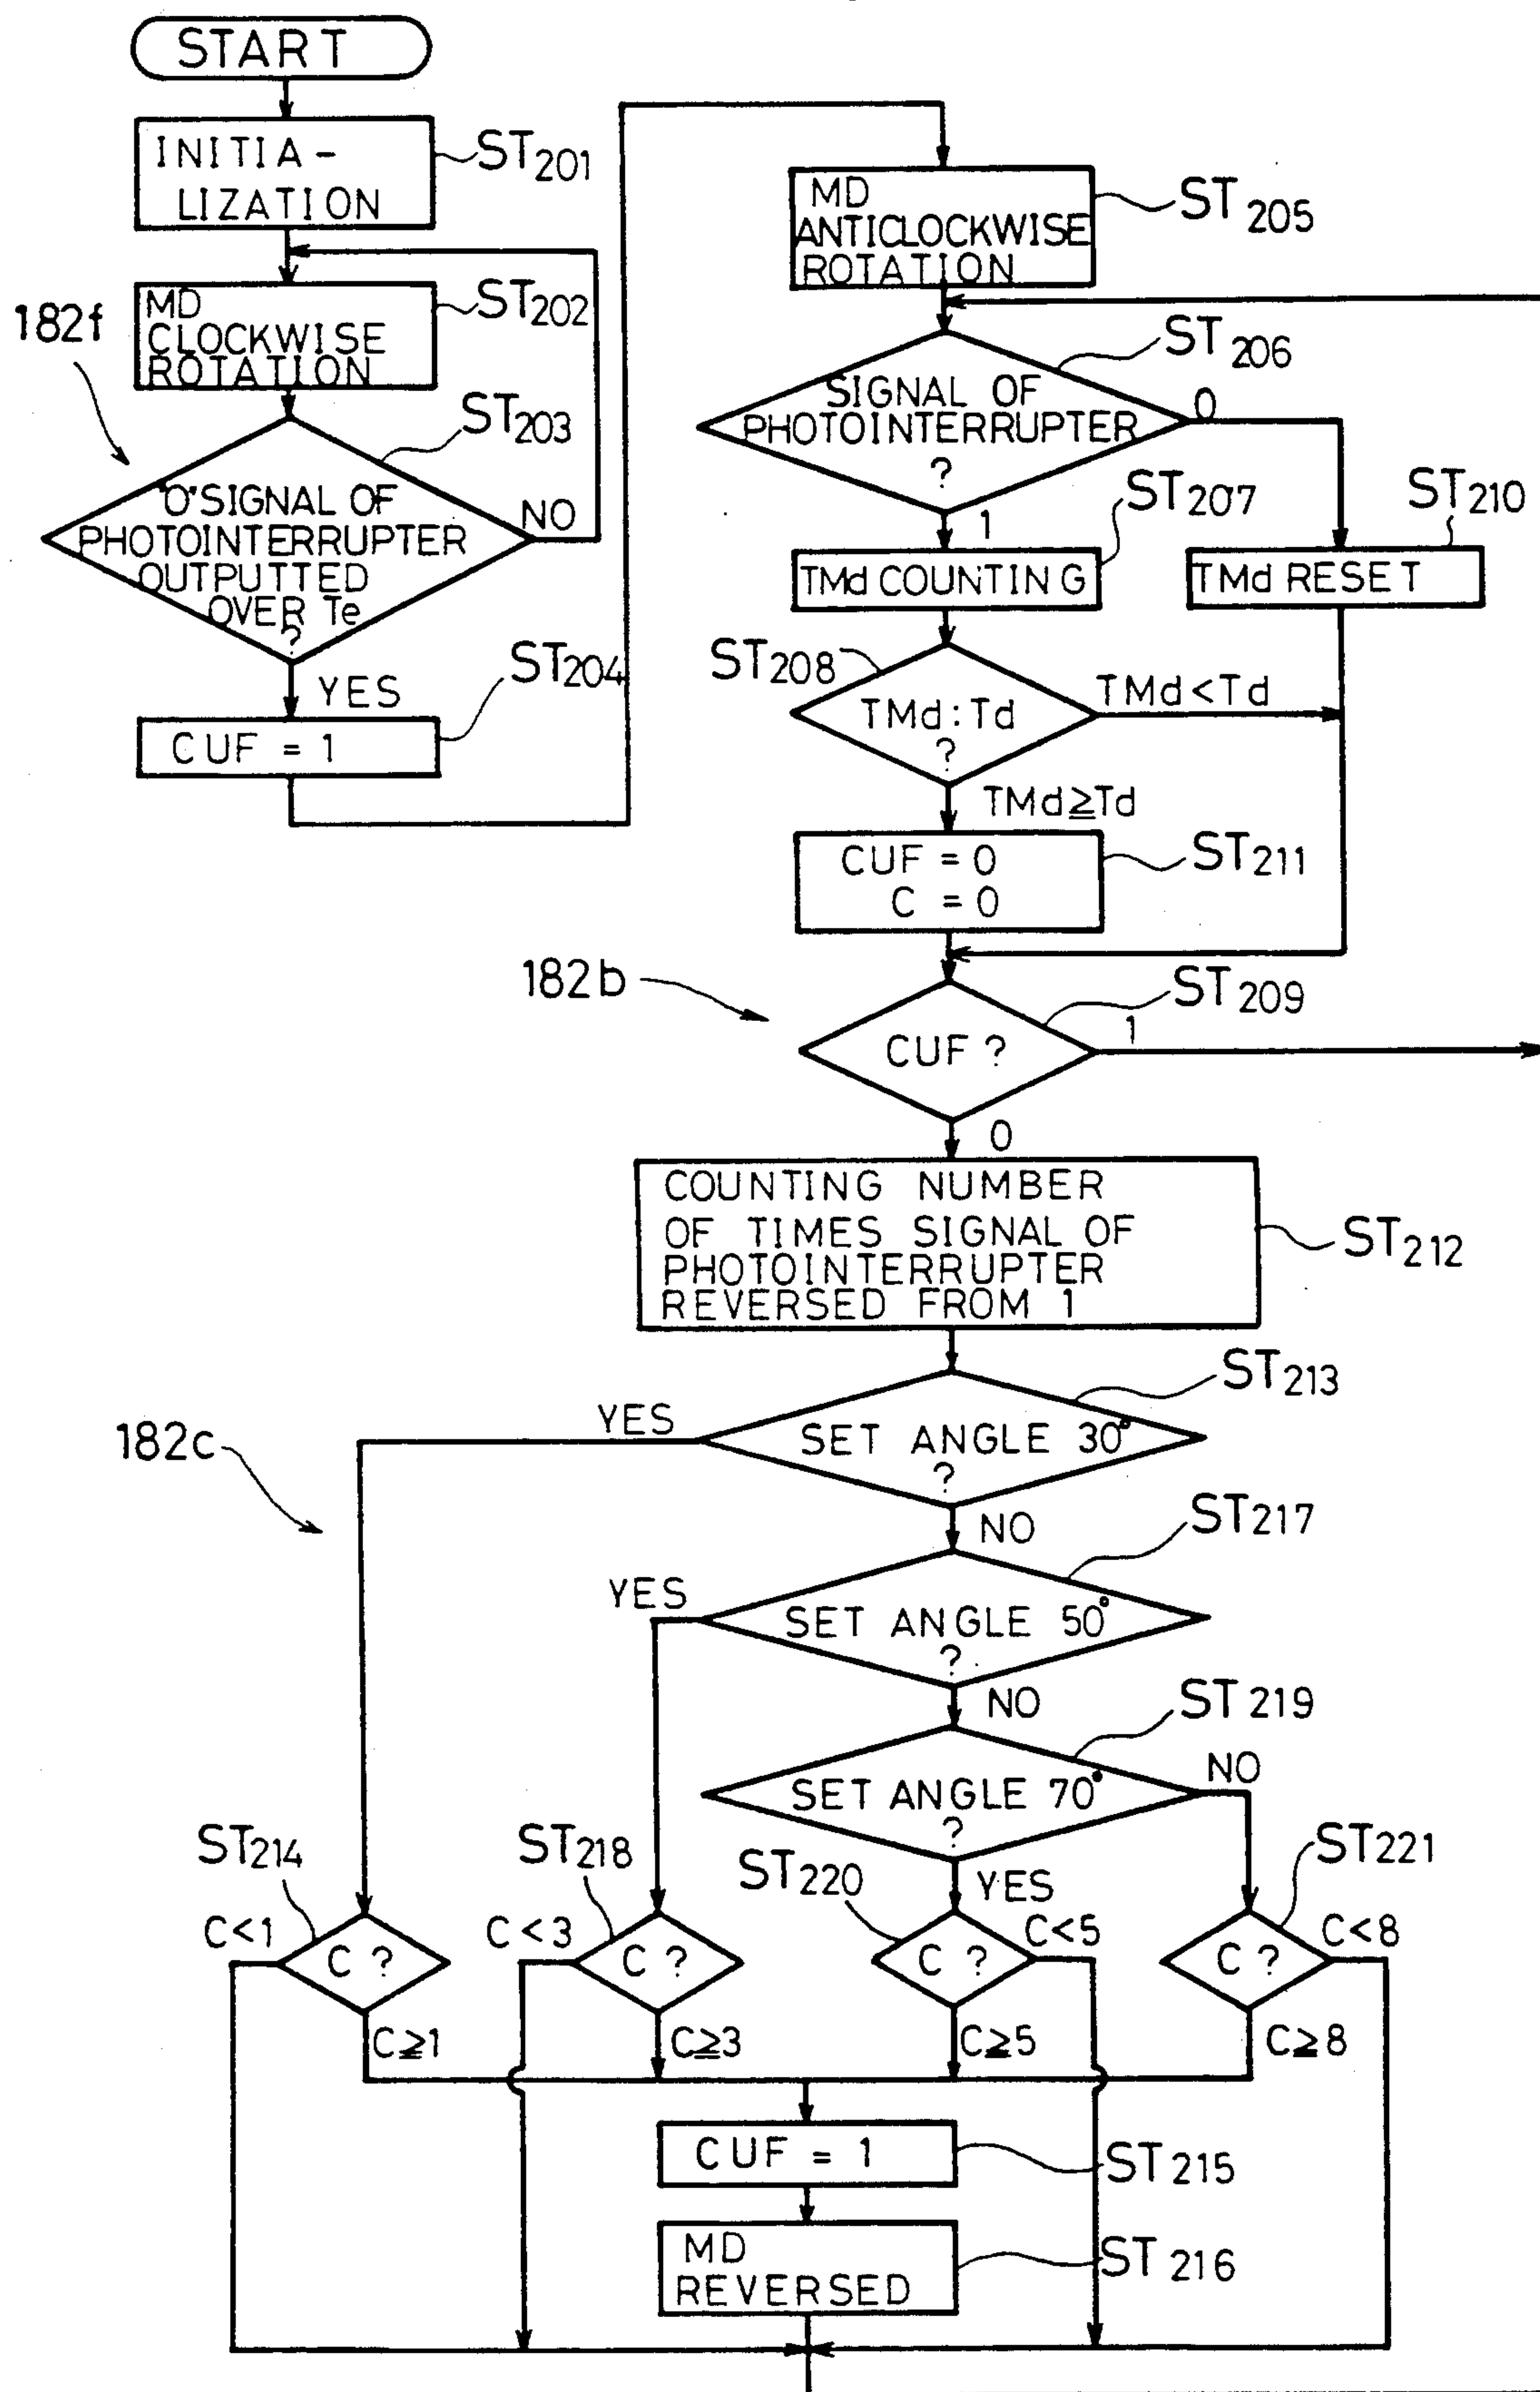 START
INITIA-
LIZATION
ST201
MD
CLOCKWISE
ROTATION
ST202
182f
"0"SIGNAL OF
PHOTOINTERRUPTER
OUTPUTTED
OVER Te
?
ST203
NO
YES
CUF = 1
ST204
MD
ANTICLOCKWISE
ROTATION
ST205
SIGNAL OF
PHOTOINTERRUPTER
?
ST206
0
1
TMd COUNTING
ST207
TMd RESET
ST210
ST208
TMd:Td
?
TMd<Td
TMd≧Td
CUF = 0
C = 0
ST211
182b
CUF ?
ST209
1
0
COUNTING NUMBER
OF TIMES SIGNAL OF
PHOTOINTERRUPTER
REVERSED FROM 1
ST212
182c
SET ANGLE 30°
?
ST213
YES
NO
SET ANGLE 50°
?
ST217
YES
NO
SET ANGLE 70°
?
ST219
NO
YES
ST214
C<1
C ?
C≧1
ST218
C<3
C ?
C≧3
ST220
C ?
C<5
C≧5
ST221
C ?
C<8
C≧8
CUF = 1
ST215
MD
REVERSED
ST216